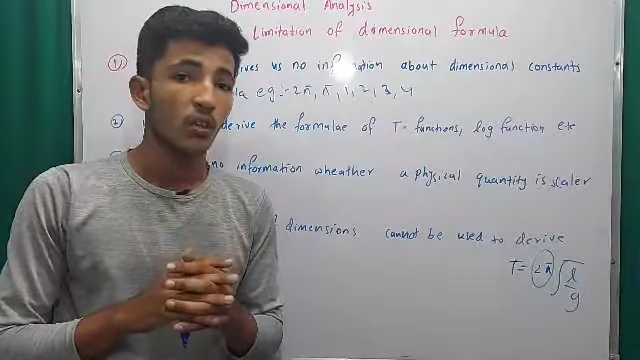 Dimensional Analysis
Limitation of dimensional formula
① ives us no information about dimensional constants
la eg:- 2π, π, 1, 2, 3, 4
② derive the formulae of T-functions, log function etc
no information wheather a physical quantity is scaler
f dimensions cannot be used to derive
T = 2π √l/g